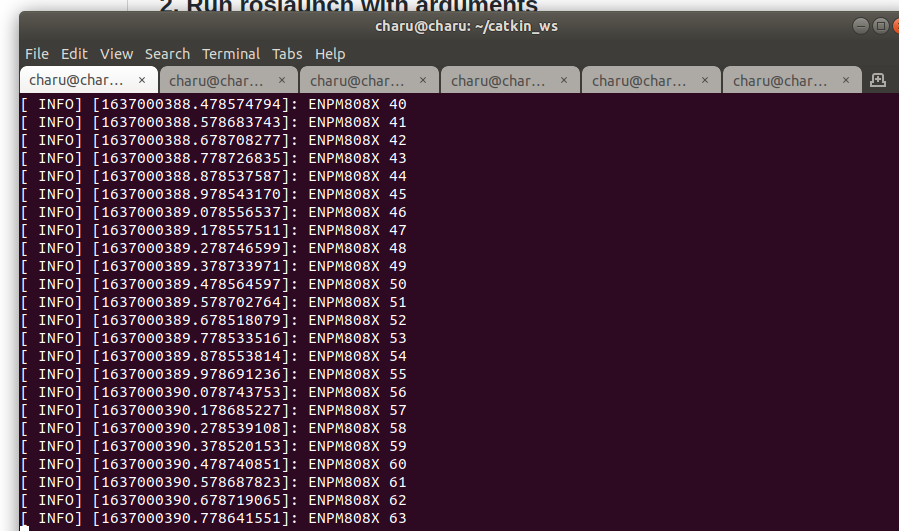 2. Run roslaunch with arguments
charu@charu: ~/catkin_ws
File Edit View Search Terminal Tabs Help
charu@char... × charu@char... × charu@char... × charu@char... × charu@char... × charu@char... ×
[ INFO] [1637000388.478574794]: ENPM808X 40
[ INFO] [1637000388.578683743]: ENPM808X 41
[ INFO] [1637000388.678708277]: ENPM808X 42
[ INFO] [1637000388.778726835]: ENPM808X 43
[ INFO] [1637000388.878537587]: ENPM808X 44
[ INFO] [1637000388.978543170]: ENPM808X 45
[ INFO] [1637000389.078556537]: ENPM808X 46
[ INFO] [1637000389.178557511]: ENPM808X 47
[ INFO] [1637000389.278746599]: ENPM808X 48
[ INFO] [1637000389.378733971]: ENPM808X 49
[ INFO] [1637000389.478564597]: ENPM808X 50
[ INFO] [1637000389.578702764]: ENPM808X 51
[ INFO] [1637000389.678518079]: ENPM808X 52
[ INFO] [1637000389.778533516]: ENPM808X 53
[ INFO] [1637000389.878553814]: ENPM808X 54
[ INFO] [1637000389.978691236]: ENPM808X 55
[ INFO] [1637000390.078743753]: ENPM808X 56
[ INFO] [1637000390.178685227]: ENPM808X 57
[ INFO] [1637000390.278539108]: ENPM808X 58
[ INFO] [1637000390.378520153]: ENPM808X 59
[ INFO] [1637000390.478740851]: ENPM808X 60
[ INFO] [1637000390.578687823]: ENPM808X 61
[ INFO] [1637000390.678719065]: ENPM808X 62
[ INFO] [1637000390.778641551]: ENPM808X 63